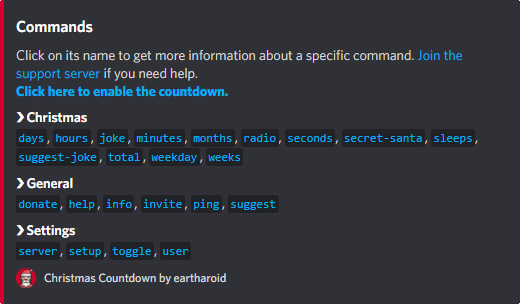 Commands
Click on its name to get more information about a specific command. Join the
support server if you need help.
Click here to enable the countdown.
❯ Christmas
days, hours, joke, minutes, months, radio, seconds, secret-santa, sleeps,
suggest-joke, total, weekday, weeks
❯ General
donate, help, info, invite, ping, suggest
❯ Settings
server, setup, toggle, user
Christmas Countdown by eartharoid